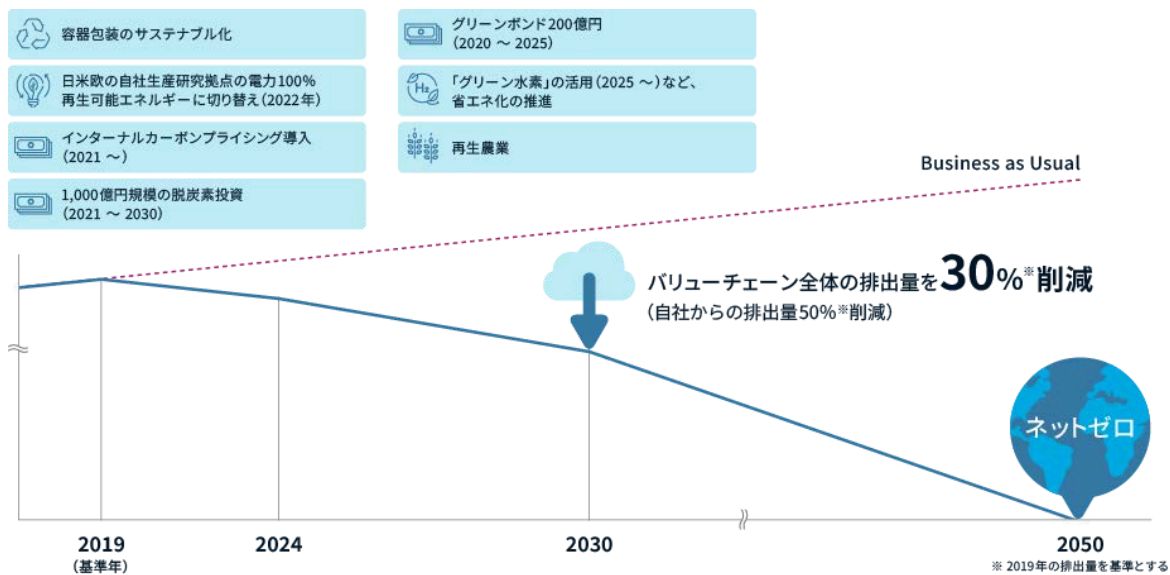 容器包装のサステナブル化
日米欧の自社生産研究拠点の電力100%
再生可能エネルギーに切り替え(2022年)
インターナルカーボンプライシング導入
(2021 ~)
1,000億円規模の脱炭素投資
(2021 ~ 2030)
グリーンボンド200億円
(2020 ~ 2025)
H2
「グリーン水素」の活用(2025 ~)など、
省エネ化の推進
再生農業
Business as Usual
バリューチェーン全体の排出量を30%※削減
(自社からの排出量50%※削減)
ネットゼロ
2019
(基準年)
2024
2030
2050
※ 2019年の排出量を基準とする